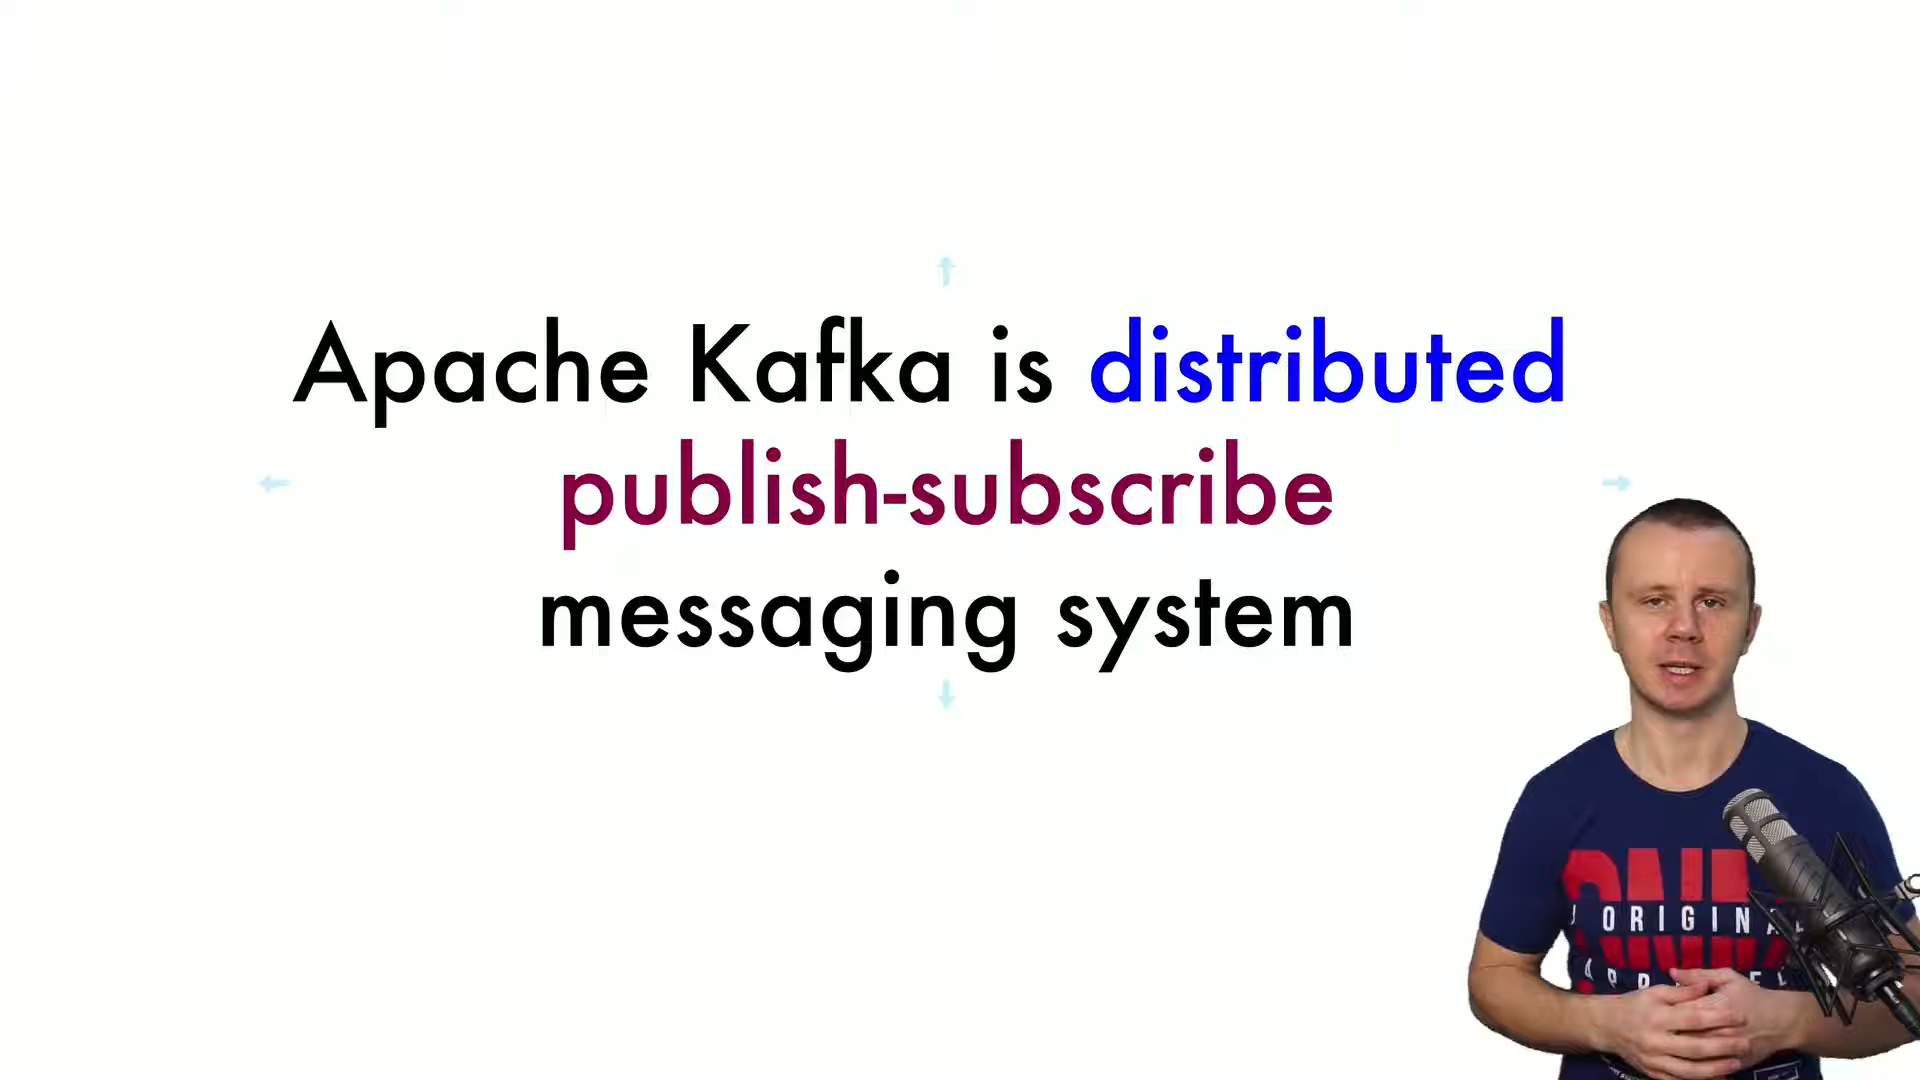 Apache Kafka is distributed
publish-subscribe
messaging system
ORIGINAL